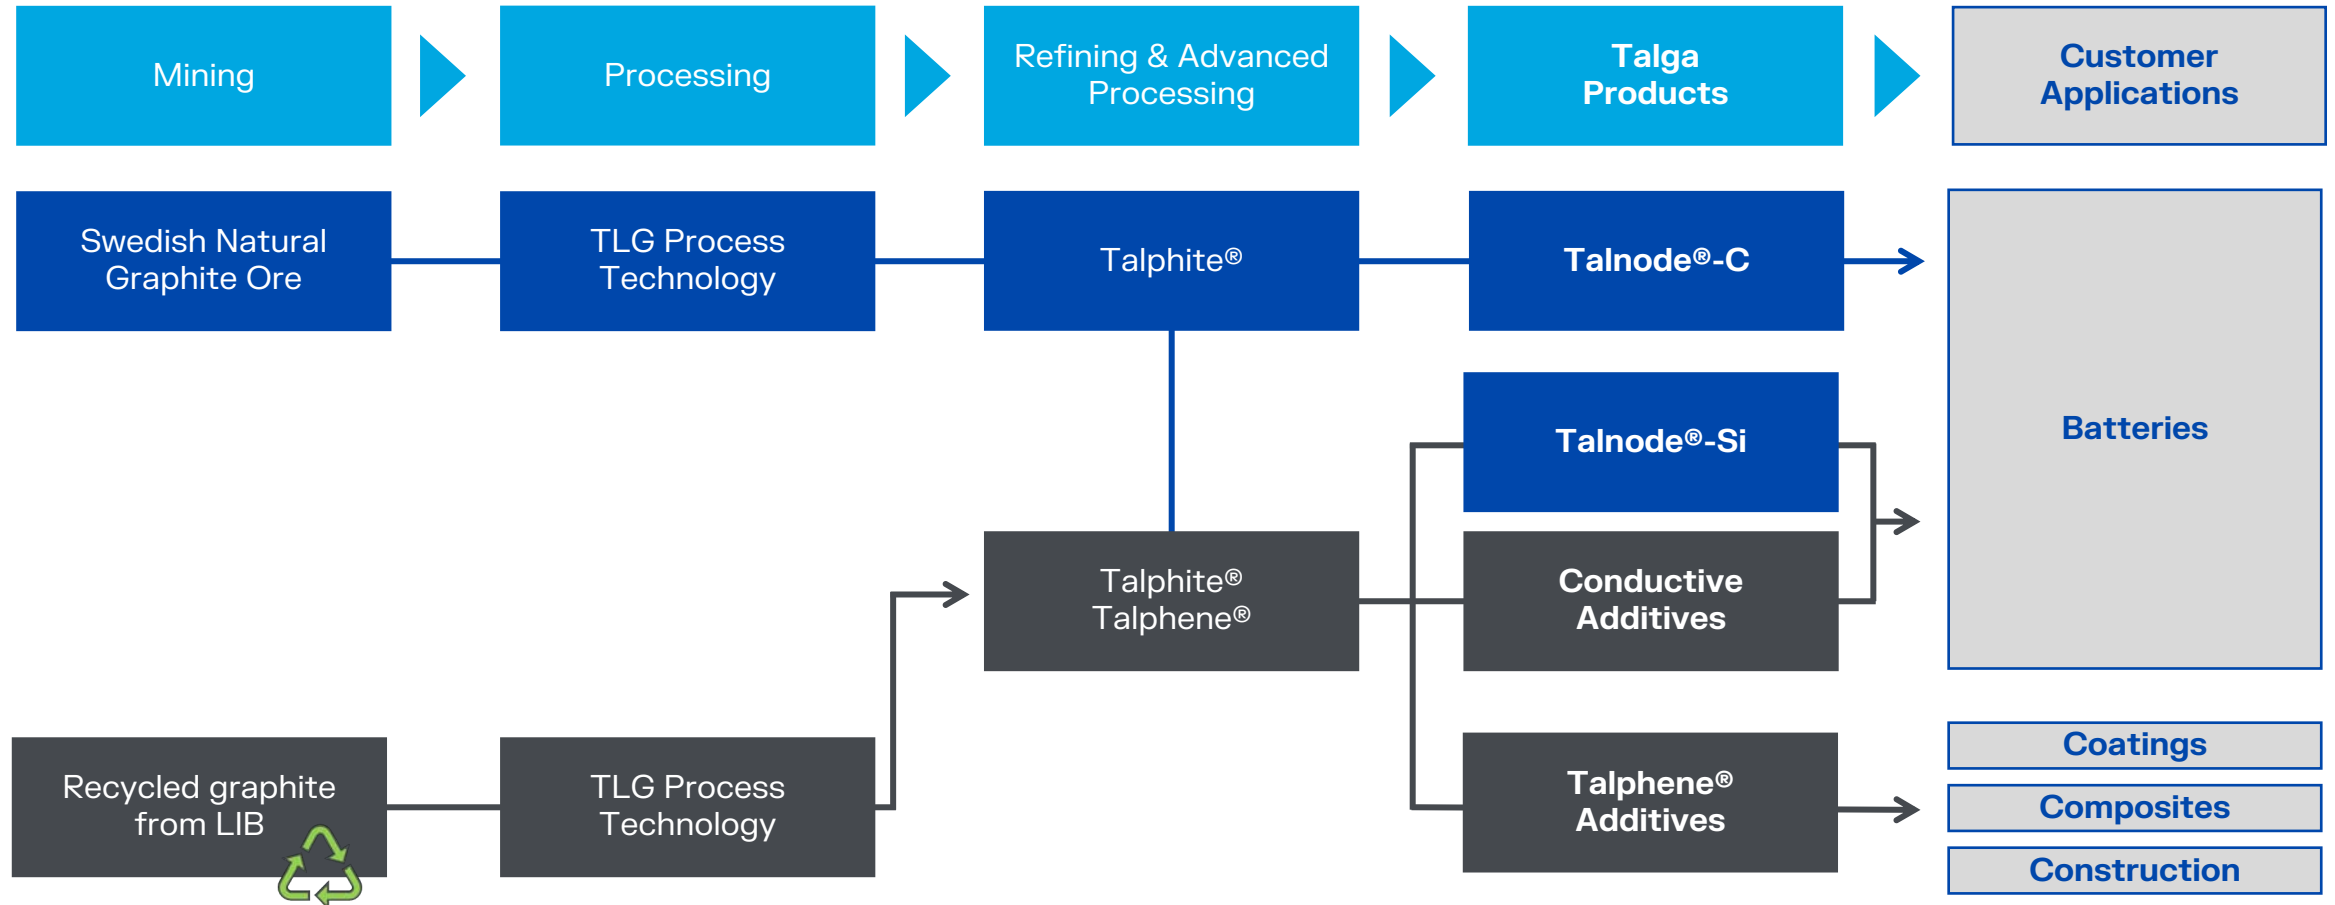 Mining
Processing
Refining & Advanced
Processing
Talga
Products
Customer
Applications
Swedish Natural
Graphite Ore
TLG Process
Technology
Talphite®
Talnode®-C
Batteries
Talnode®-Si
Talphite®
Talphene®
Conductive
Additives
Recycled graphite
from LIB
TLG Process
Technology
Talphene®
Additives
Coatings
Composites
Construction